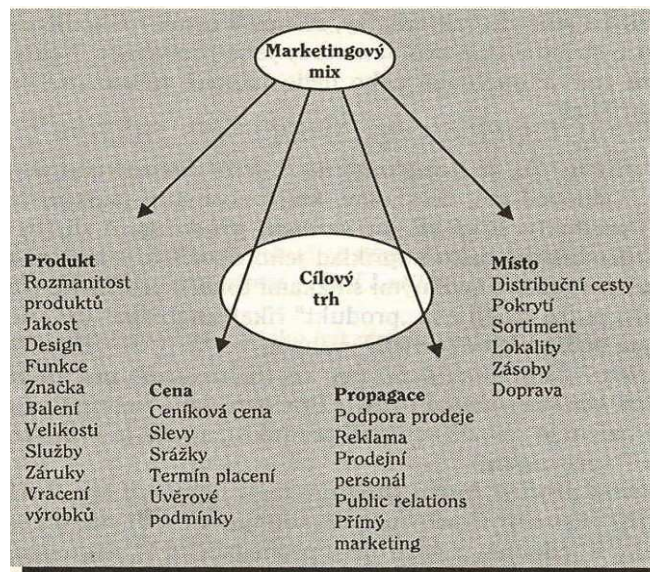 Marketingový
mix
Cílový
trh
Produkt
Rozmanitost
produktů
Jakost
Design
Funkce
Značka
Balení
Velikosti
Služby
Záruky
Vracení
výrobků
Cena
Ceníková cena
Slevy
Srážky
Termín placení
Úvěrové
podmínky
Propagace
Podpora prodeje
Reklama
Prodejní
personál
Public relations
Přímý
marketing
Místo
Distribuční cesty
Pokrytí
Sortiment
Lokality
Zásoby
Doprava